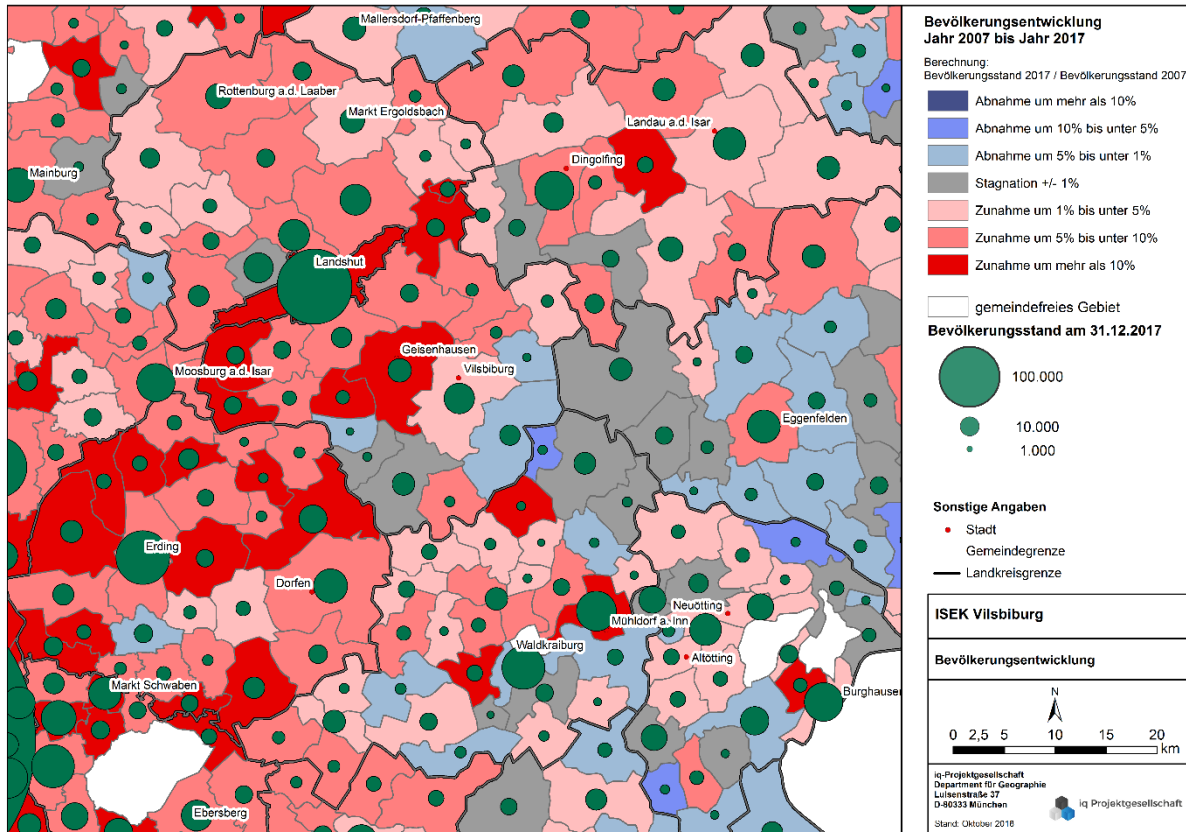 Mallersdorf-Pfaffenberg
Rottenburg a.d. Laaber
Markt Ergoldsbach
Landau a.d. Isar
Dingolfing
Mainburg
Landshut
Geisenhausen
Vilsbiburg
Moosburg a.d. Isar
Eggenfelden
Erding
Dorfen
Neuötting
Mühldorf a. Inn
Waldkraiburg
Altötting
Markt Schwaben
Burghausen
Ebersberg
Bevölkerungsentwicklung
Jahr 2007 bis Jahr 2017
Berechnung:
Bevölkerungsstand 2017 / Bevölkerungsstand 2007
Abnahme um mehr als 10%
Abnahme um 10% bis unter 5%
Abnahme um 5% bis unter 1%
Stagnation +/- 1%
Zunahme um 1% bis unter 5%
Zunahme um 5% bis unter 10%
Zunahme um mehr als 10%
gemeindefreies Gebiet
Bevölkerungsstand am 31.12.2017
100.000
10.000
1.000
Sonstige Angaben
Stadt
Gemeindegrenze
Landkreisgrenze
ISEK Vilsbiburg
Bevölkerungsentwicklung
N
0 2,5 5 10 15 20
km
iq-Projektgesellschaft
Department für Geographie
Luisenstraße 37
D-80333 München
iq Projektgesellschaft
Stand: Oktober 2018